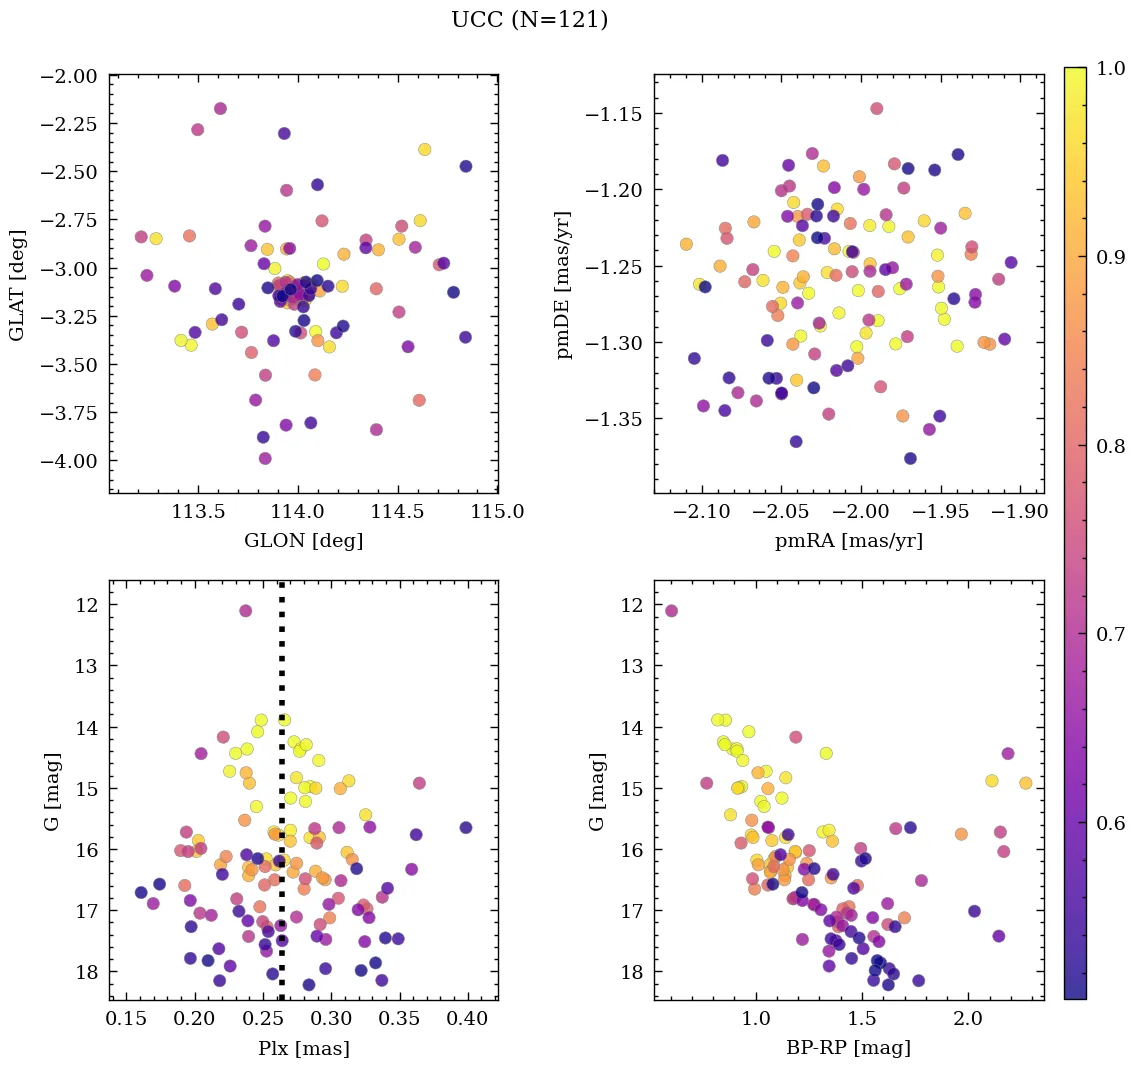 UCC (N=121)
−2.00
−2.25
−2.50
−2.75
−3.00
−3.25
−3.50
−3.75
−4.00
GLAT [deg]
113.5 114.0 114.5 115.0
GLON [deg]
−1.15
−1.20
−1.25
−1.30
−1.35
pmDE [mas/yr]
−2.10 −2.05 −2.00 −1.95 −1.90
pmRA [mas/yr]
12
13
14
15
16
17
18
G [mag]
0.15 0.20 0.25 0.30 0.35 0.40
Plx [mas]
12
13
14
15
16
17
18
G [mag]
1.0 1.5 2.0
BP-RP [mag]
1.0
0.9
0.8
0.7
0.6